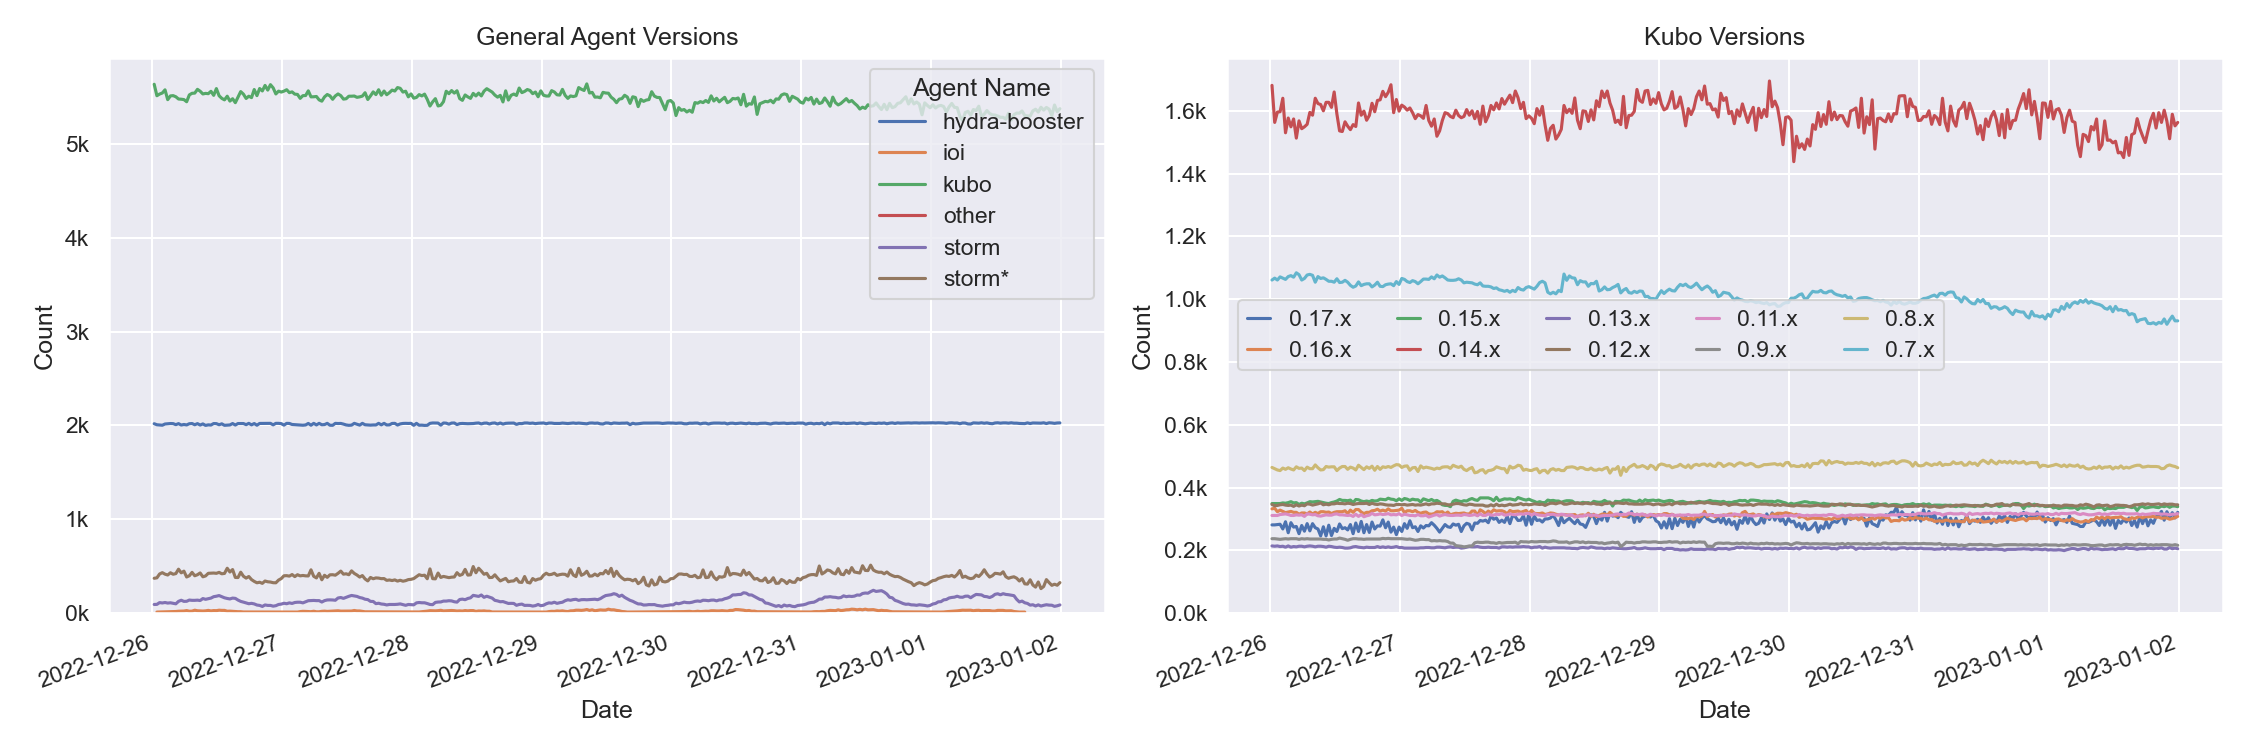 General Agent Versions
Count
5k
4k
3k
2k
1k
0k
Agent Name
hydra-booster
ioi
kubo
other
storm
storm*
2022-12-26
2022-12-27
2022-12-28
2022-12-29
2022-12-30
2022-12-31
2023-01-01
2023-01-02
Date
Kubo Versions
Count
1.6k
1.4k
1.2k
1.0k
0.8k
0.6k
0.4k
0.2k
0.0k
0.17.x 0.15.x 0.13.x 0.11.x 0.8.x
0.16.x 0.14.x 0.12.x 0.9.x 0.7.x
2022-12-26
2022-12-27
2022-12-28
2022-12-29
2022-12-30
2022-12-31
2023-01-01
2023-01-02
Date